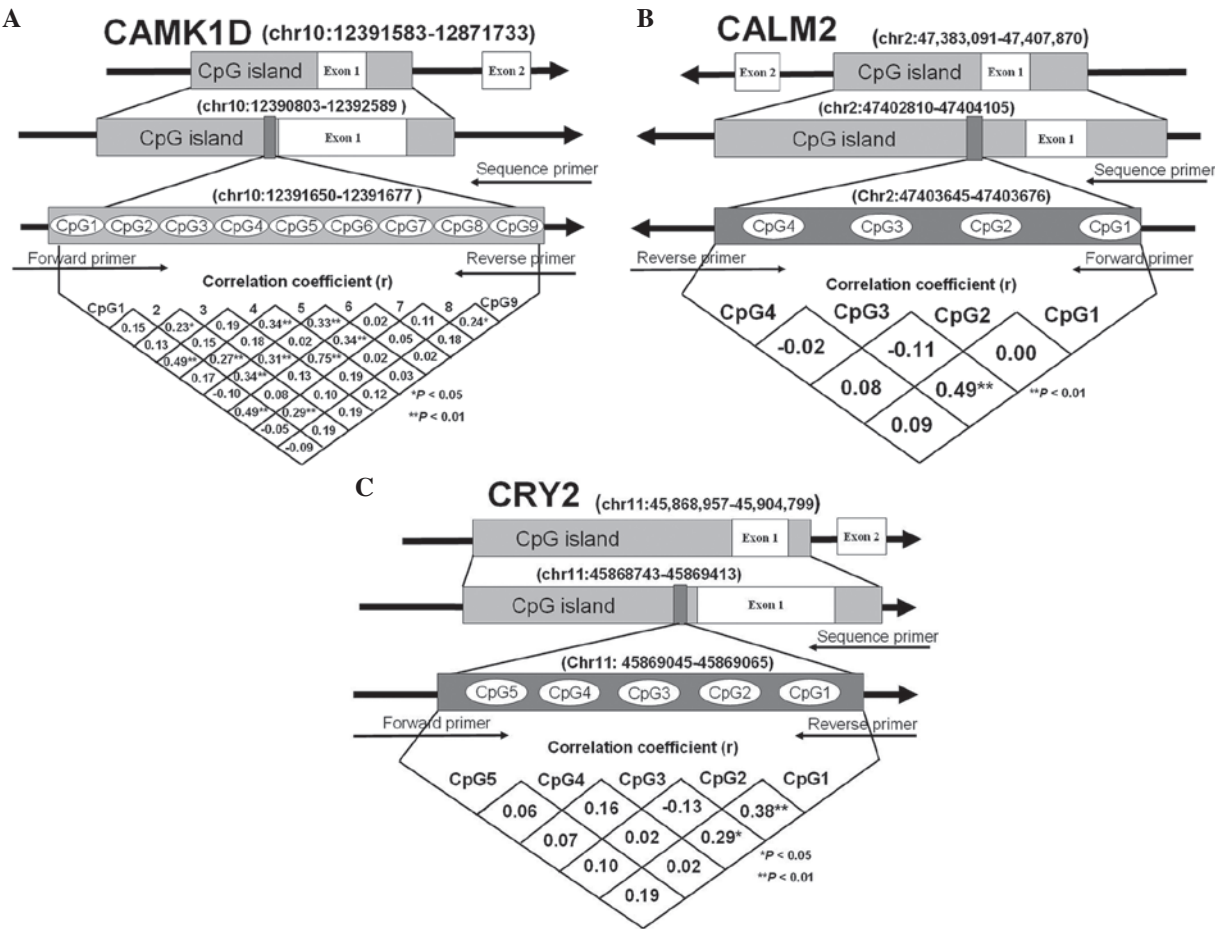 A
CAMK1D (chr10:12391583-12871733)
CpG island Exon 1 Exon 2
(chr10:12390803-12392589 )
CpG island Exon 1
Sequence primer
(chr10:12391650-12391677 )
CpG1 CpG2 CpG3 CpG4 CpG5 CpG6 CpG7 CpG8 CpG9
Forward primer Reverse primer
Correlation coefficient (r)
CpG1 2 3 4 5 6 7 8 CpG9
0.15 0.23* 0.19 0.34** 0.33** 0.02 0.11 0.24*
0.13 0.15 0.18 0.02 0.34** 0.05 0.18
0.49** 0.27** 0.31** 0.75** 0.02 0.02
0.17 0.34** 0.13 0.19 0.03
-0.10 0.08 0.10 0.12
*P < 0.05
0.49** 0.29** 0.19
**P < 0.01
-0.05 0.19
-0.09
B
CALM2 (chr2:47,383,091-47,407,870)
Exon 2 CpG island Exon 1
(chr2:47402810-47404105)
CpG island Exon 1
Sequence primer
(Chr2:47403645-47403676)
CpG4 CpG3 CpG2 CpG1
Reverse primer Forward primer
Correlation coefficient (r)
CpG4 CpG3 CpG2 CpG1
-0.02 -0.11 0.00
0.08 0.49**
**P < 0.01
0.09
C
CRY2 (chr11:45,868,957-45,904,799)
CpG island Exon 1 Exon 2
(chr11:45868743-45869413)
CpG island Exon 1
Sequence primer
(Chr11: 45869045-45869065)
CpG5 CpG4 CpG3 CpG2 CpG1
Forward primer Reverse primer
Correlation coefficient (r)
CpG5 CpG4 CpG3 CpG2 CpG1
0.06 0.16 -0.13 0.38**
0.07 0.02 0.29*
*P < 0.05
0.10 0.02
**P < 0.01
0.19